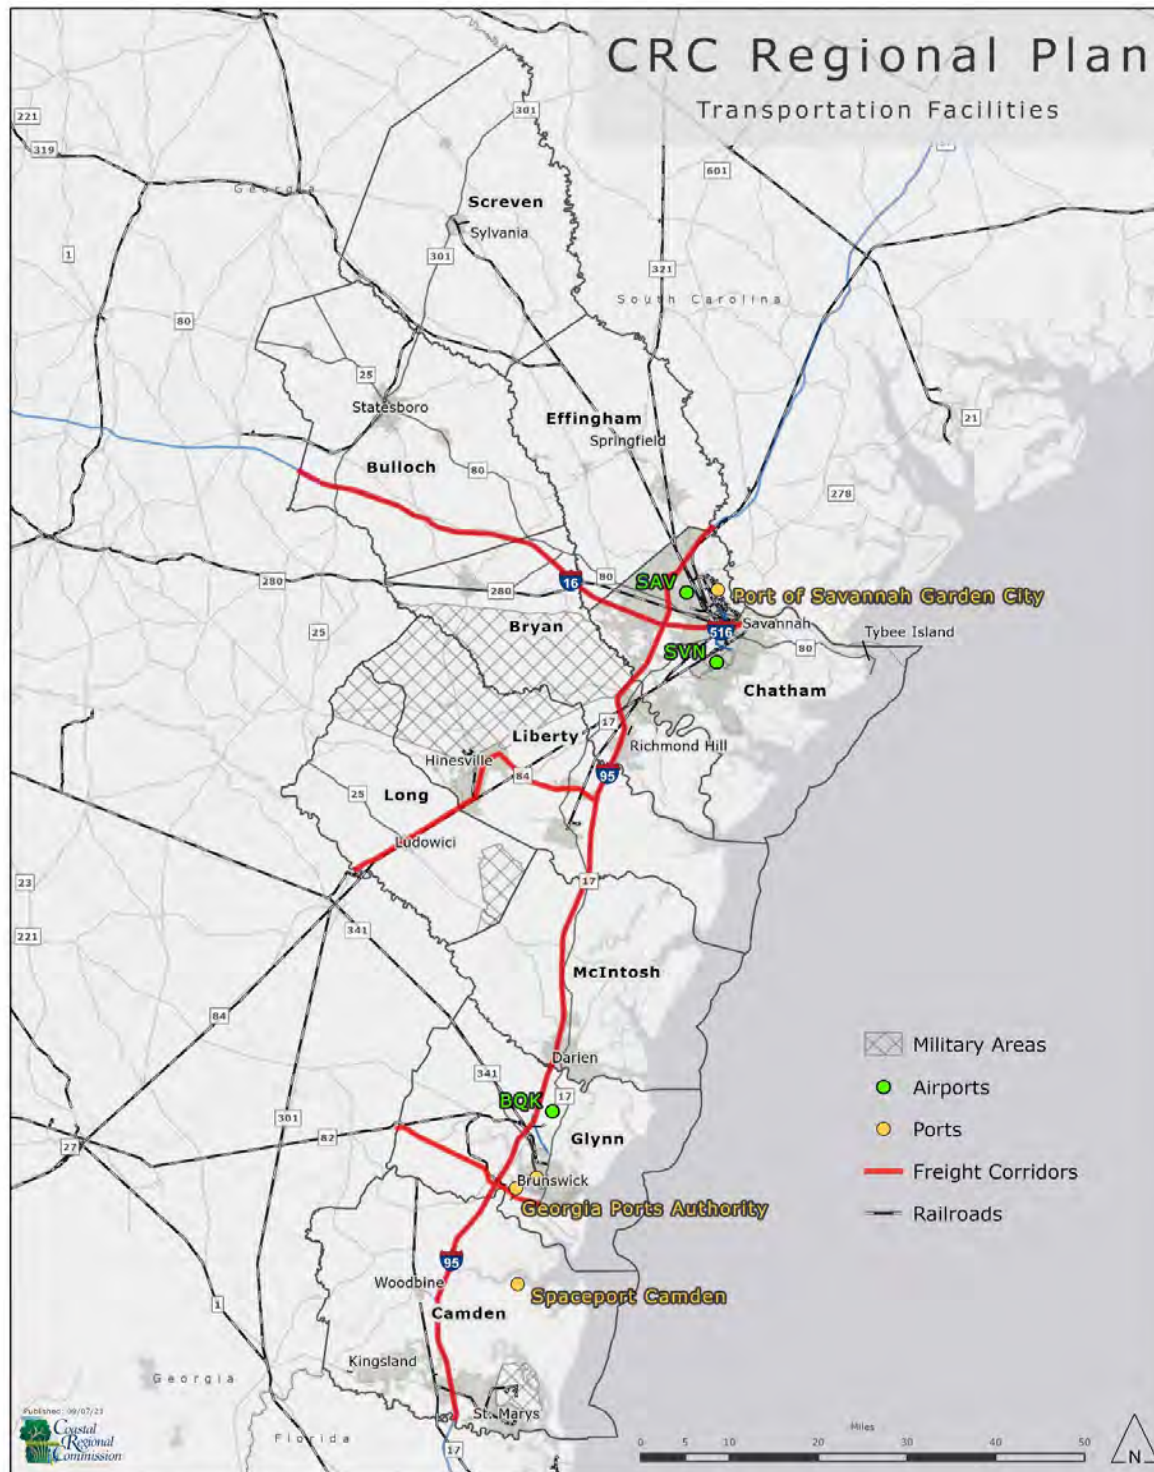 CRC Regional Plan
Transportation Facilities
221
301
319
601
Georgia
Screven
Sylvania
1
301
321
South Carolina
80
25
Statesboro
Effingham
Springfield
21
Bulloch
80
278
280
16
80
SAV
Port of Savannah Garden City
280
Bryan
516
Savannah
Tybee Island
25
SVN
80
Chatham
17
Liberty
Richmond Hill
Hinesville
84
95
Long
25
Ludowici
23
17
221
341
McIntosh
84
Military Areas
Darien
341
Airports
17
BQK
301
Ports
82
Glynn
27
Freight Corridors
Brunswick
Georgia Ports Authority
Railroads
95
Woodbine
Spaceport Camden
1
Camden
Kingsland
Georgia
St. Marys
Published: 09/07/23
Coastal
Regional
Commission
Florida
17
Miles
0 5 10 20 30 40 50
N